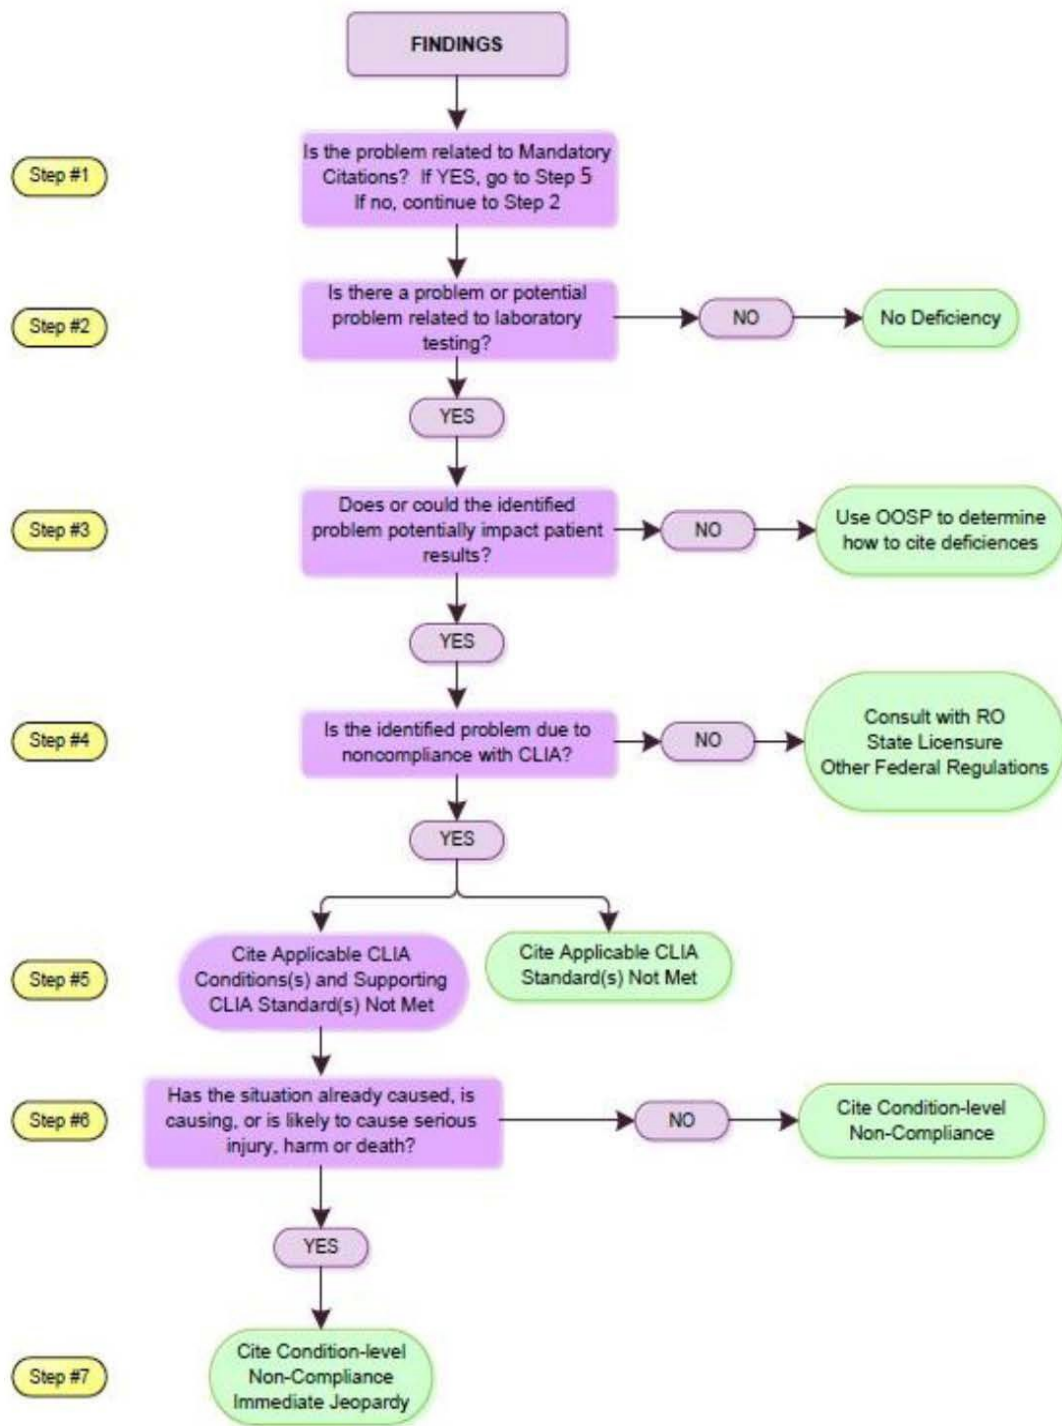 FINDINGS
Step #1
Is the problem related to Mandatory
Citations? If YES, go to Step 5
If no, continue to Step 2
Step #2
Is there a problem or potential
problem related to laboratory
testing?
NO
No Deficiency
YES
Step #3
Does or could the identified
problem potentially impact patient
results?
NO
Use OOSP to determine
how to cite deficiences
YES
Step #4
Is the identified problem due to
noncompliance with CLIA?
NO
Consult with RO
State Licensure
Other Federal Regulations
YES
Step #5
Cite Applicable CLIA
Conditions(s) and Supporting
CLIA Standard(s) Not Met
Cite Applicable CLIA
Standard(s) Not Met
Step #6
Has the situation already caused, is
causing, or is likely to cause serious
injury, harm or death?
NO
Cite Condition-level
Non-Compliance
YES
Step #7
Cite Condition-level
Non-Compliance
Immediate Jeopardy